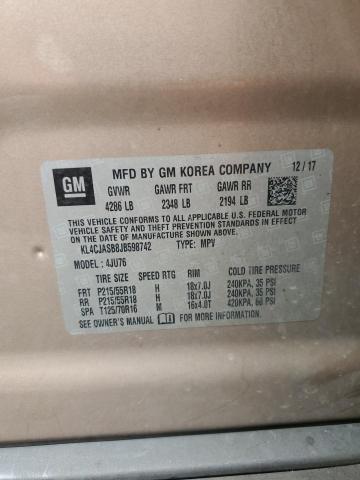 GM
MFD BY GM KOREA COMPANY 12/17
GVWR GAWR FRT GAWR RR
4286 LB 2348 LB 2194 LB
THIS VEHICLE CONFORMS TO ALL APPLICABLE U.S. FEDERAL MOTOR
VEHICLE SAFETY, BUMPER, AND THEFT PREVENTION STANDARDS IN
EFFECT ON THE DATE OF MANUFACTURE SHOWN ABOVE.
KL4CJASB8JB598742 TYPE: MPV
MODEL: 4JU76
TIRE SIZE SPEED RTG RIM COLD TIRE PRESSURE
FRT P215/55R18 H 18x7.0J 240KPA, 35 PSI
RR P215/55R18 H 18x7.0J 240KPA, 35 PSI
SPA T125/70R16 M 16x4.0T 420KPA, 60 PSI
SEE OWNER'S MANUAL FOR MORE INFORMATION.